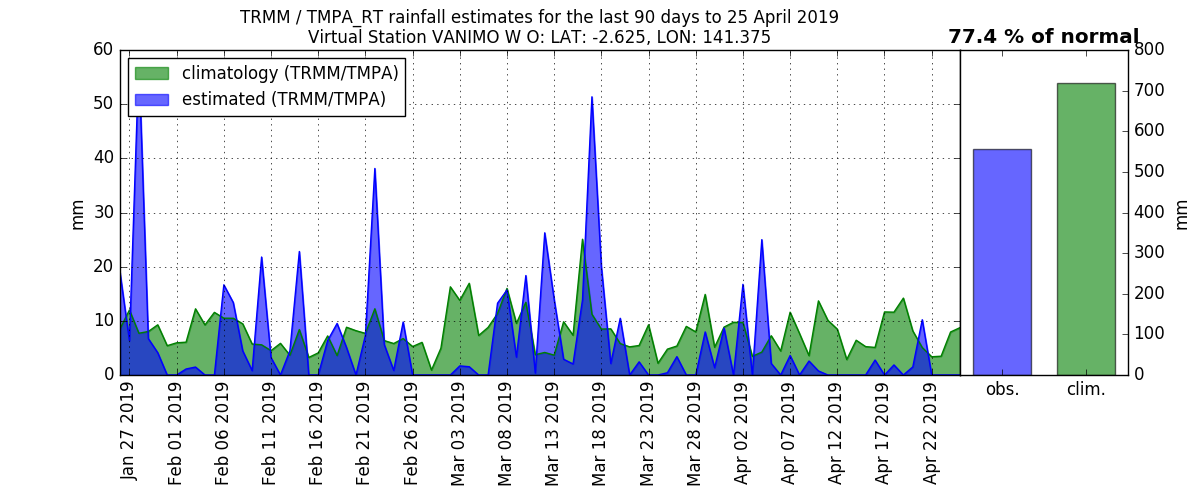 TRMM / TMPA_RT rainfall estimates for the last 90 days to 25 April 2019
Virtual Station VANIMO W O: LAT: -2.625, LON: 141.375
77.4 % of normal
climatology (TRMM/TMPA)
estimated (TRMM/TMPA)
60
50
40
30
20
10
0
mm
Jan 27 2019
Feb 01 2019
Feb 06 2019
Feb 11 2019
Feb 16 2019
Feb 21 2019
Feb 26 2019
Mar 03 2019
Mar 08 2019
Mar 13 2019
Mar 18 2019
Mar 23 2019
Mar 28 2019
Apr 02 2019
Apr 07 2019
Apr 12 2019
Apr 17 2019
Apr 22 2019
obs.
clim.
800
700
600
500
400
300
200
100
0
mm